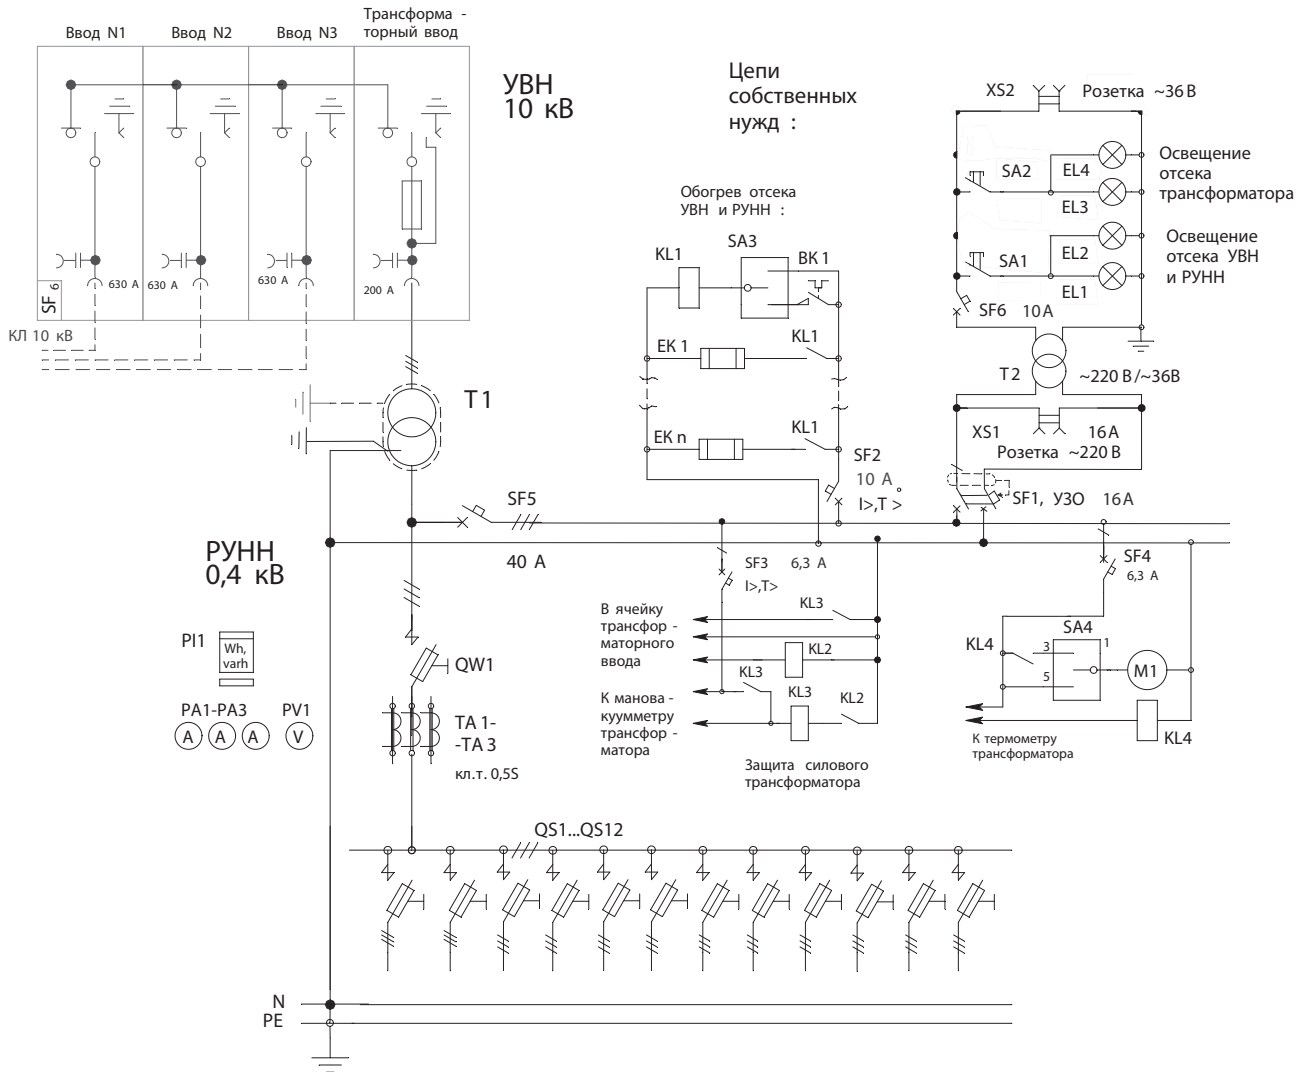 Ввод N1
Ввод N2
Ввод N3
Трансформа -
торный ввод
УВН
10 кВ
630 А
630 А
630 А
200 А
SF 6
КЛ 10 кВ
T1
Цепи
собственных
нужд :
Обогрев отсека
УВН и РУНН :
SA3
KL1
BK 1
EK 1
KL1
EK n
KL1
SF2
10 А
I>,T >
XS2
Розетка ~36 В
SA2
EL4
EL3
Освещение
отсека
трансформатора
SA1
EL2
EL1
Освещение
отсека УВН
и РУНН
SF6 10 А
T2
~220 В/~36В
XS1
16 А
Розетка ~220 В
SF1, УЗО 16 А
SF5
40 А
РУНН
0,4 кВ
SF3
6,3 А
I>,T>
SF4
6,3 А
В ячейку
трансфор -
маторного
ввода
KL3
KL2
KL3
KL3
KL2
К манова -
куумметру
трансфор -
матора
Защита силового
трансформатора
KL4
SA4
3
1
5
M1
KL4
К термометру
трансформатора
PI1
Wh,
varh
QW1
PA1-PA3
PV1
A
A
A
V
TA 1-
-TA 3
кл.т. 0,5S
QS1...QS12
N
PE